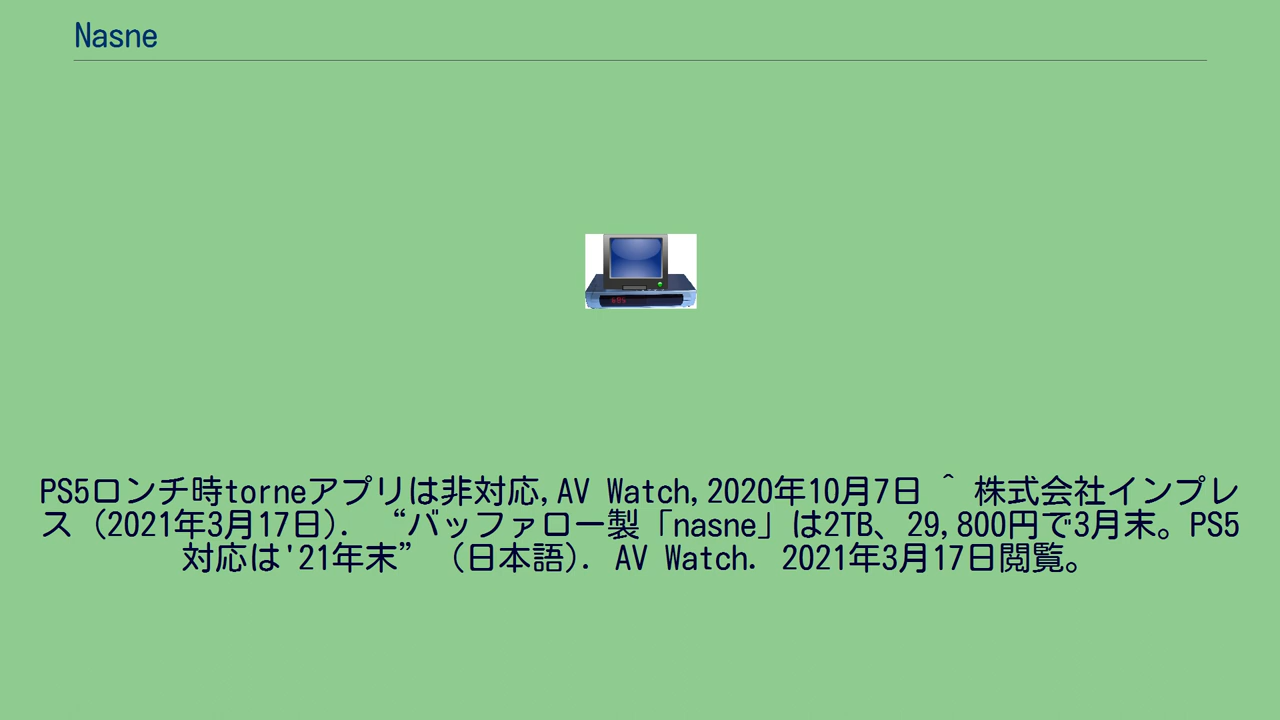 Nasne
PS5ロンチ時torneアプリは非対応,AV Watch,2020年10月7日 ^ 株式会社インプレ
ス (2021年3月17日). “バッファロー製「nasne」は2TB、29,800円で3月末。PS5
対応は'21年末” (日本語). AV Watch. 2021年3月17日閲覧。